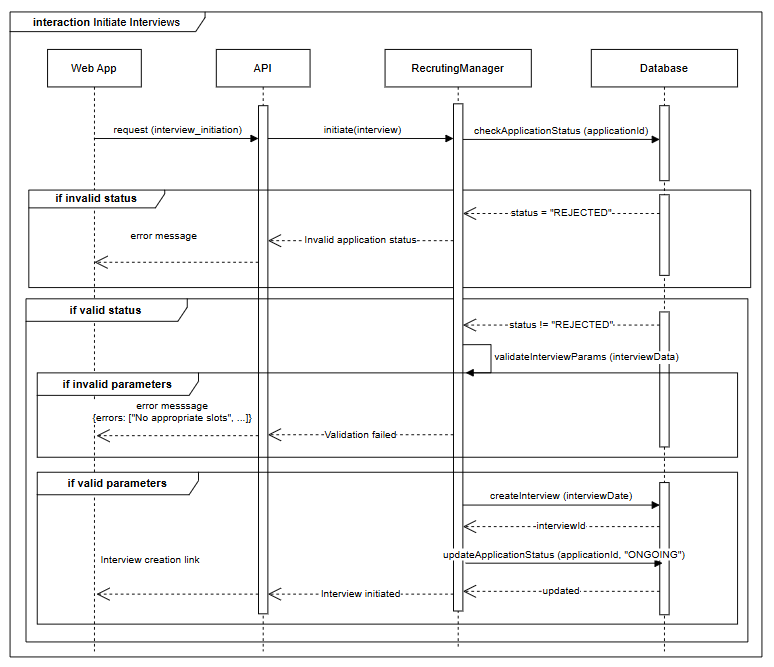 interaction Initiate Interviews
Web App
API
RecrutingManager
Database
request (interview_initiation)
initiate(interview)
checkApplicationStatus (applicationId)
if invalid status
status = "REJECTED"
Invalid application status
error message
if valid status
status != "REJECTED"
validateInterviewParams (interviewData)
if invalid parameters
error messsage
{errors: ["No appropriate slots", ...]}
Validation failed
if valid parameters
createInterview (interviewDate)
interviewId
updateApplicationStatus (applicationId, "ONGOING")
Interview creation link
updated
Interview initiated